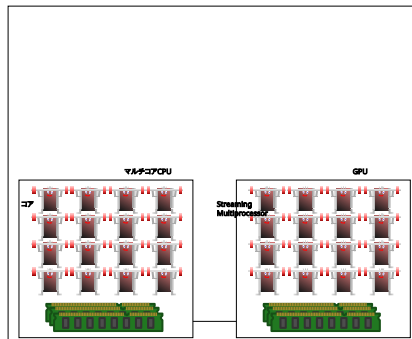 マルチコアCPU
GPU
コア
Streaming
Multiprocessor